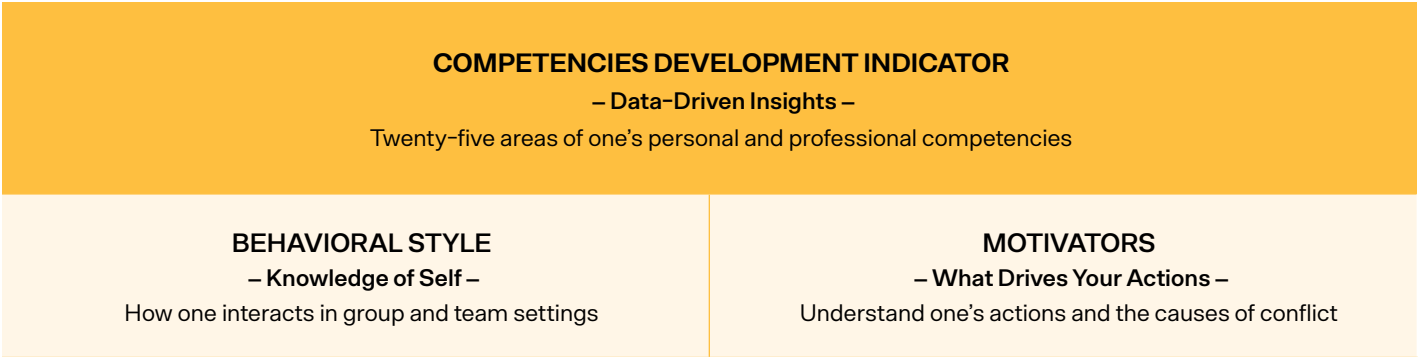 COMPETENCIES DEVELOPMENT INDICATOR
– Data-Driven Insights –
Twenty-five areas of one’s personal and professional competencies
BEHAVIORAL STYLE
– Knowledge of Self –
How one interacts in group and team settings
MOTIVATORS
– What Drives Your Actions –
Understand one’s actions and the causes of conflict